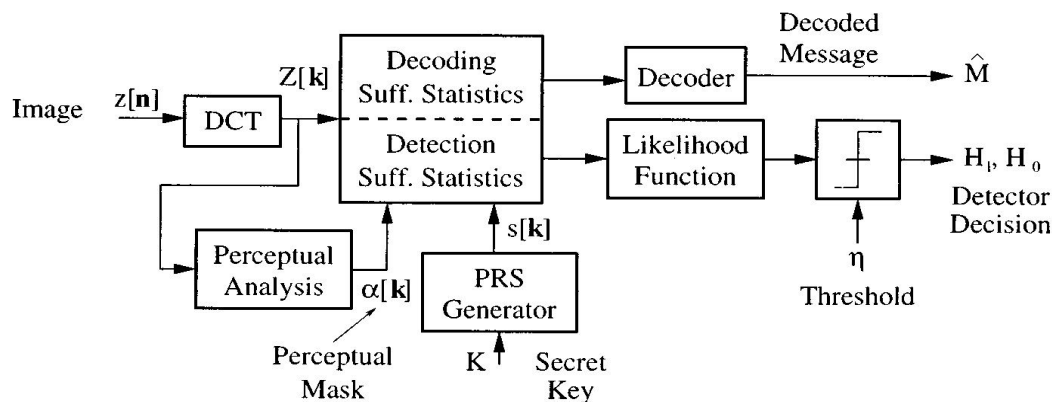 Image
z[n]
DCT
Z[k]
Decoding
Suff. Statistics
Detection
Suff. Statistics
Decoder
Decoded
Message
M̂
Likelihood
Function
H₁, H₀
Detector
Decision
η
Threshold
Perceptual
Analysis
α[k]
Perceptual
Mask
s[k]
PRS
Generator
K
Secret
Key